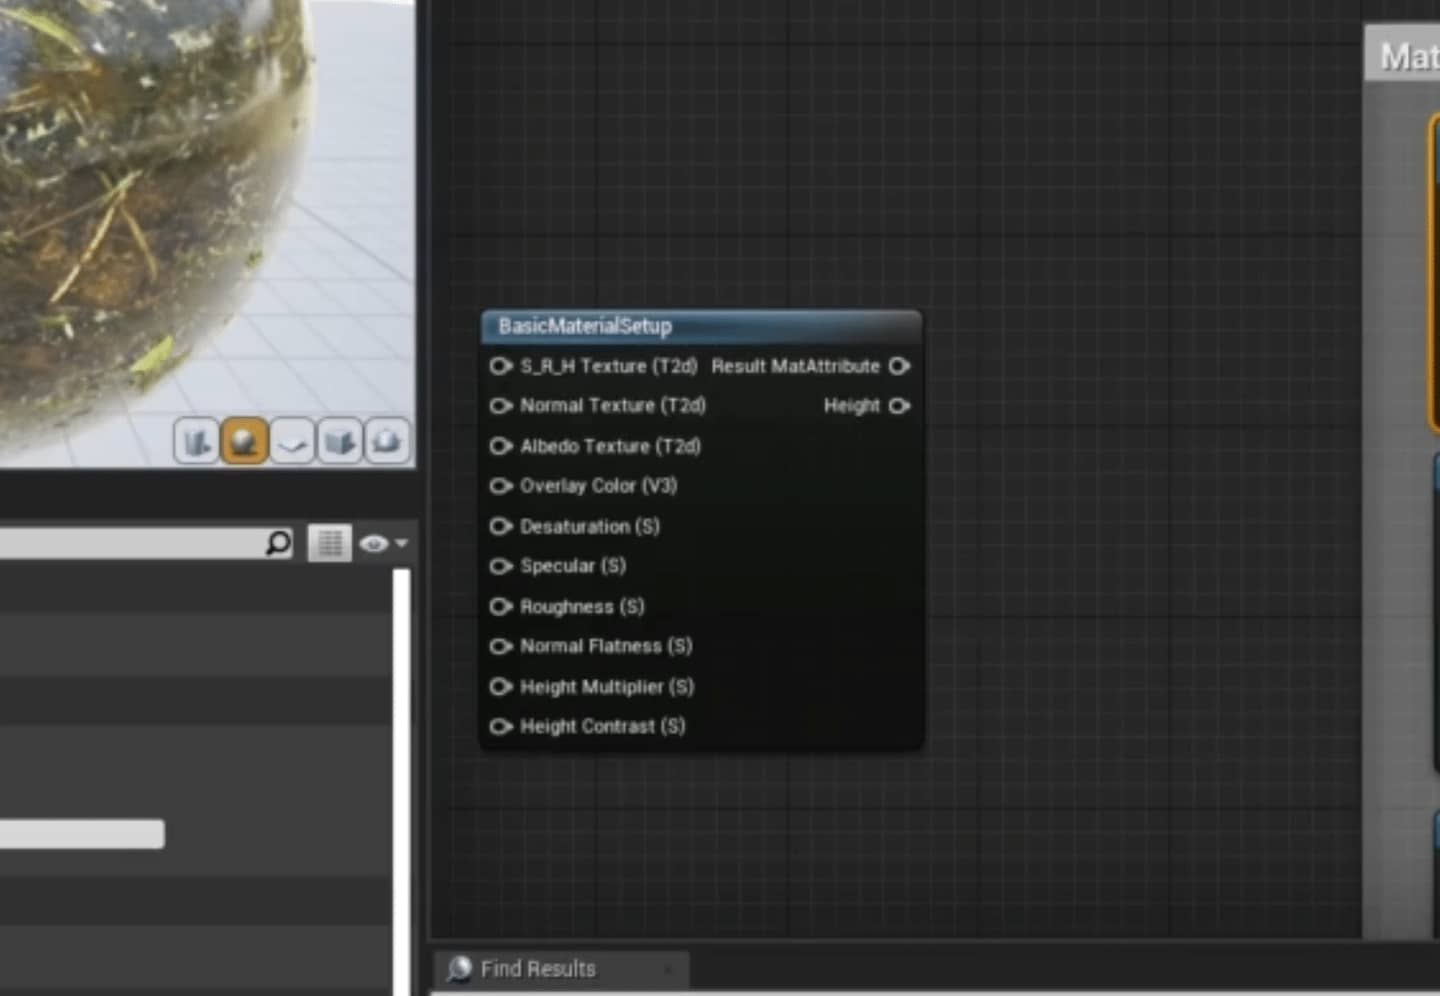 Mat
BasicMaterialSetup
S_R_H Texture (T2d) Result MatAttribute
Normal Texture (T2d) Height
Albedo Texture (T2d)
Overlay Color (V3)
Desaturation (S)
Specular (S)
Roughness (S)
Normal Flatness (S)
Height Multiplier (S)
Height Contrast (S)
Find Results